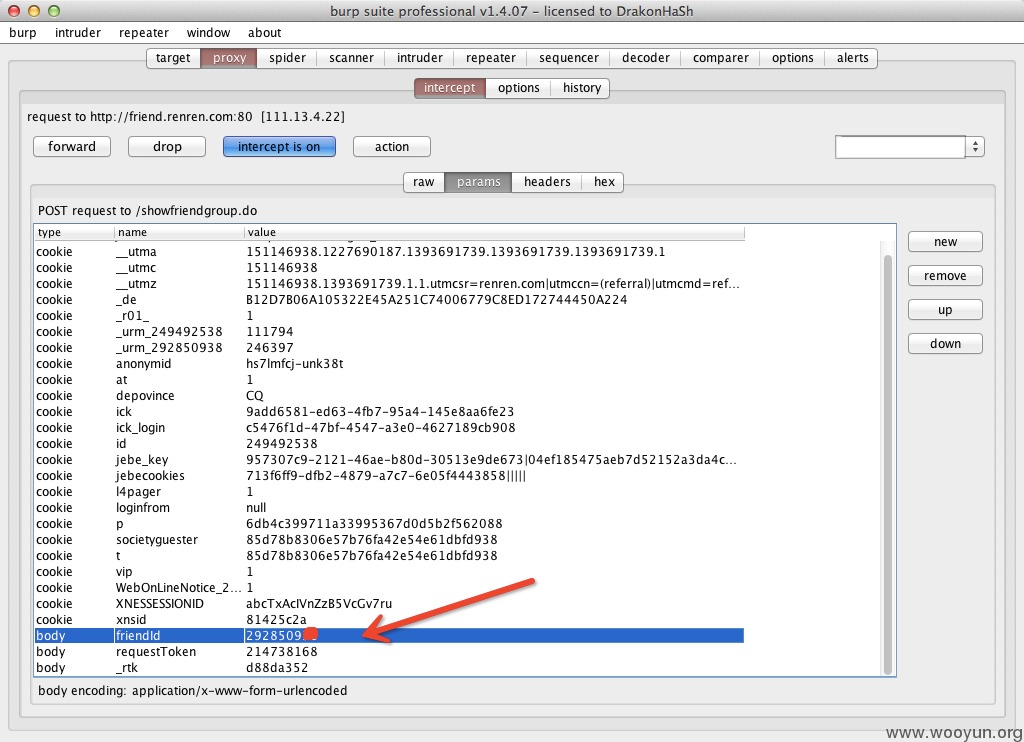 burp suite professional v1.4.07 – licensed to DrakonHaSh
burp intruder repeater window about
target proxy spider scanner intruder repeater sequencer decoder comparer options alerts
intercept options history
request to http://friend.renren.com:80 [111.13.4.22]
forward drop intercept is on action
raw params headers hex
POST request to /showfriendgroup.do
type name value
cookie __utma 151146938.1227690187.1393691739.1393691739.1393691739.1
cookie __utmc 151146938
cookie __utmz 151146938.1393691739.1.1.utmcsr=renren.com|utmccn=(referral)|utmcmd=ref...
cookie _de B12D7B06A105322E45A251C74006779C8ED172744450A224
cookie _r01_ 1
cookie _urm_249492538 111794
cookie _urm_292850938 246397
cookie anonymid hs7lmfcj-unk38t
cookie at 1
cookie depovince CQ
cookie ick 9add6581-ed63-4fb7-95a4-145e8aa6fe23
cookie ick_login c5476f1d-47bf-4547-a3e0-4627189cb908
cookie id 249492538
cookie jebe_key 957307c9-2121-46ae-b80d-30513e9de673|04ef185475aeb7d52152a3da4c...
cookie jebecookies 713f6ff9-dfb2-4879-a7c7-6e05f4443858|||||
cookie l4pager 1
cookie loginfrom null
cookie p 6db4c399711a33995367d0d5b2f562088
cookie societyguester 85d78b8306e57b76fa42e54e61dbfd938
cookie t 85d78b8306e57b76fa42e54e61dbfd938
cookie vip 1
cookie WebOnLineNotice_2... 1
cookie XNESSESSIONID abcTxAcIVnZzB5VcGv7ru
cookie xnsid 81425c2a
body friendId
body requestToken 214738168
body _rtk d88da352
new
remove
up
down
body encoding: application/x-www-form-urlencoded
www.wooyun.org